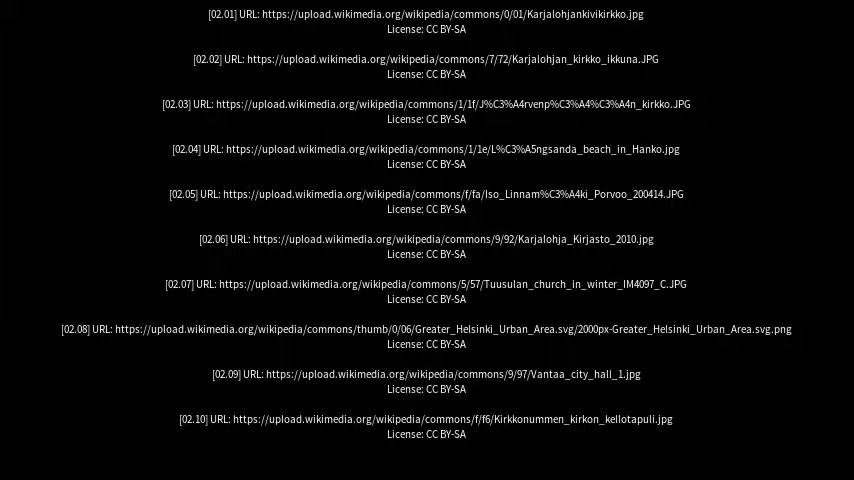 [02.01] URL: https://upload.wikimedia.org/wikipedia/commons/0/01/Karjalohjankivikirkko.jpg
License: CC BY-SA
[02.02] URL: https://upload.wikimedia.org/wikipedia/commons/7/72/Karjalohjan_kirkko_ikkuna.JPG
License: CC BY-SA
[02.03] URL: https://upload.wikimedia.org/wikipedia/commons/1/1f/J%C3%A4rvenp%C3%A4%C3%A4n_kirkko.JPG
License: CC BY-SA
[02.04] URL: https://upload.wikimedia.org/wikipedia/commons/1/1e/L%C3%A5ngsanda_beach_in_Hanko.jpg
License: CC BY-SA
[02.05] URL: https://upload.wikimedia.org/wikipedia/commons/f/fa/Iso_Linnam%C3%A4ki_Porvoo_200414.JPG
License: CC BY-SA
[02.06] URL: https://upload.wikimedia.org/wikipedia/commons/9/92/Karjalohja_Kirjasto_2010.jpg
License: CC BY-SA
[02.07] URL: https://upload.wikimedia.org/wikipedia/commons/5/57/Tuusulan_church_in_winter_IM4097_C.JPG
License: CC BY-SA
[02.08] URL: https://upload.wikimedia.org/wikipedia/commons/thumb/0/06/Greater_Helsinki_Urban_Area.svg/2000px-Greater_Helsinki_Urban_Area.svg.png
License: CC BY-SA
[02.09] URL: https://upload.wikimedia.org/wikipedia/commons/9/97/Vantaa_city_hall_1.jpg
License: CC BY-SA
[02.10] URL: https://upload.wikimedia.org/wikipedia/commons/f/f6/Kirkkonummen_kirkon_kellotapuli.jpg
License: CC BY-SA